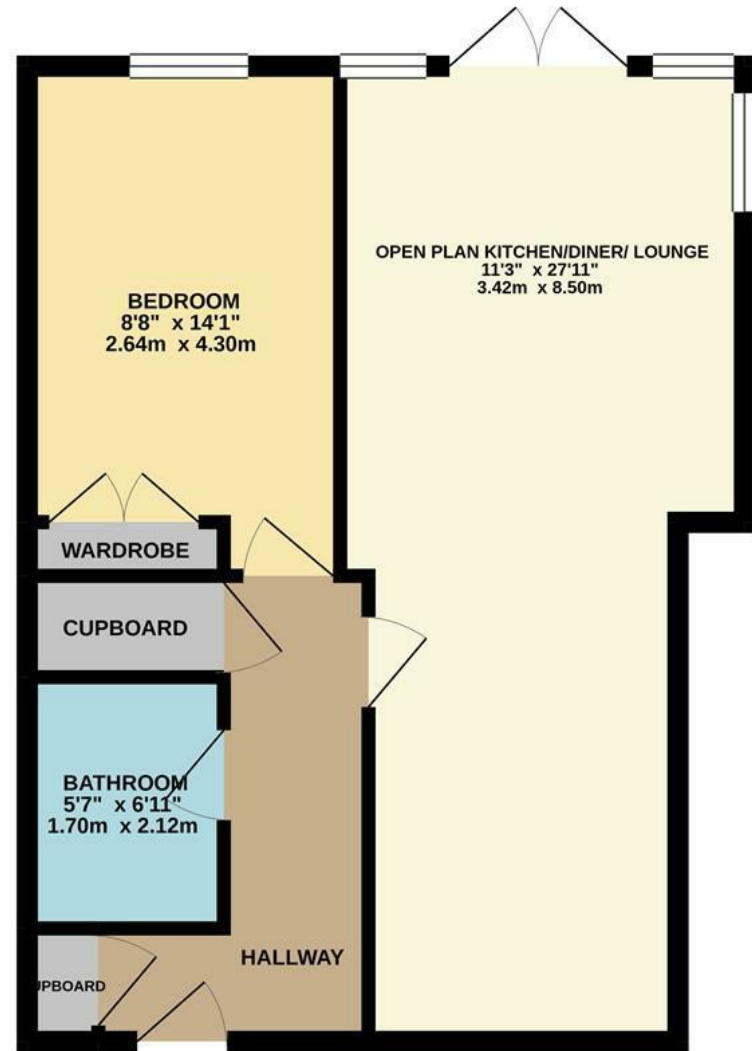 OPEN PLAN KITCHEN/DINER/ LOUNGE
11'3" x 27'11"
3.42m x 8.50m
BEDROOM
8'8" x 14'1"
2.64m x 4.30m
WARDROBE
CUPBOARD
BATHROOM
5'7" x 6'11"
1.70m x 2.12m
HALLWAY
UPBOARD